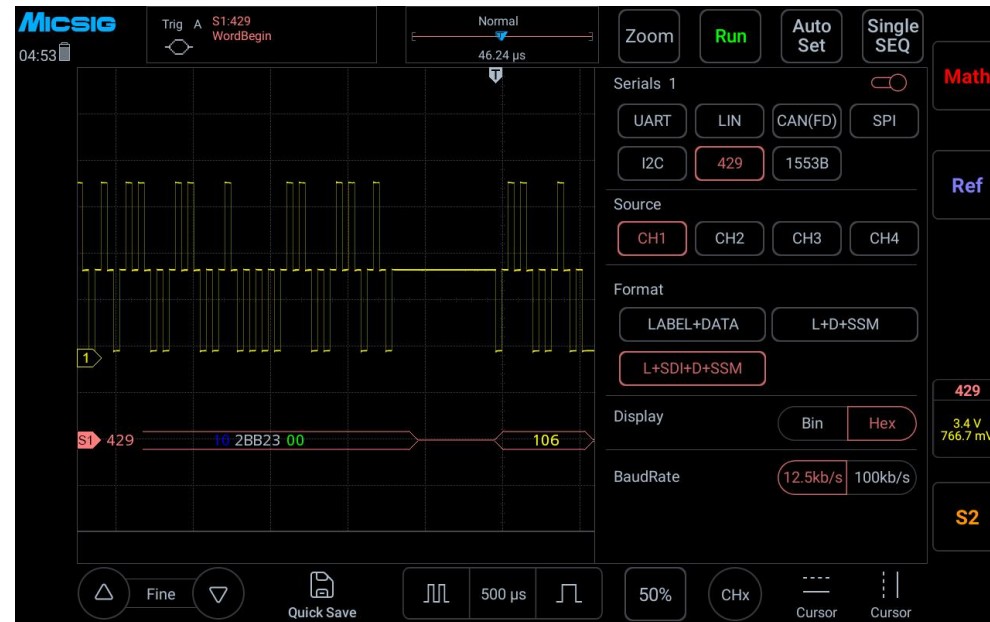 Micsig
04:53
Trig A S1:429
WordBegin
Normal
46.24 µs
Zoom
Run
Auto Set
Single SEQ
Math
T
Serials 1
UART LIN CAN(FD) SPI
I2C 429 1553B
Ref
Source
CH1 CH2 CH3 CH4
Format
LABEL+DATA L+D+SSM
L+SDI+D+SSM
1
Display Bin Hex
429
3.4 V
766.7 mV
S1 429 10 2BB23 00 106
BaudRate 12.5kb/s 100kb/s
S2
Fine
Quick Save
500 µs
50%
CHx
Cursor
Cursor